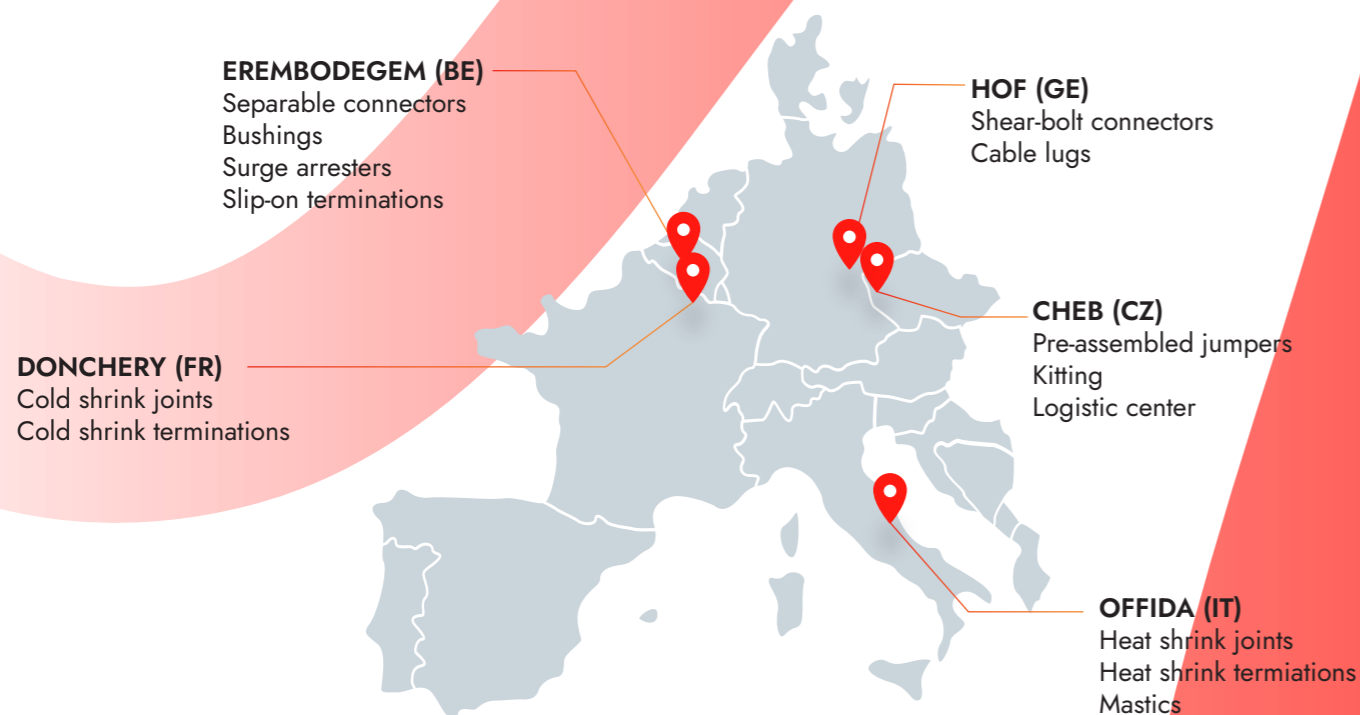 EREMBODEGEM (BE)
Separable connectors
Bushings
Surge arresters
Slip-on terminations
HOF (GE)
Shear-bolt connectors
Cable lugs
DONCHERY (FR)
Cold shrink joints
Cold shrink terminations
CHEB (CZ)
Pre-assembled jumpers
Kitting
Logistic center
OFFIDA (IT)
Heat shrink joints
Heat shrink termiations
Mastics